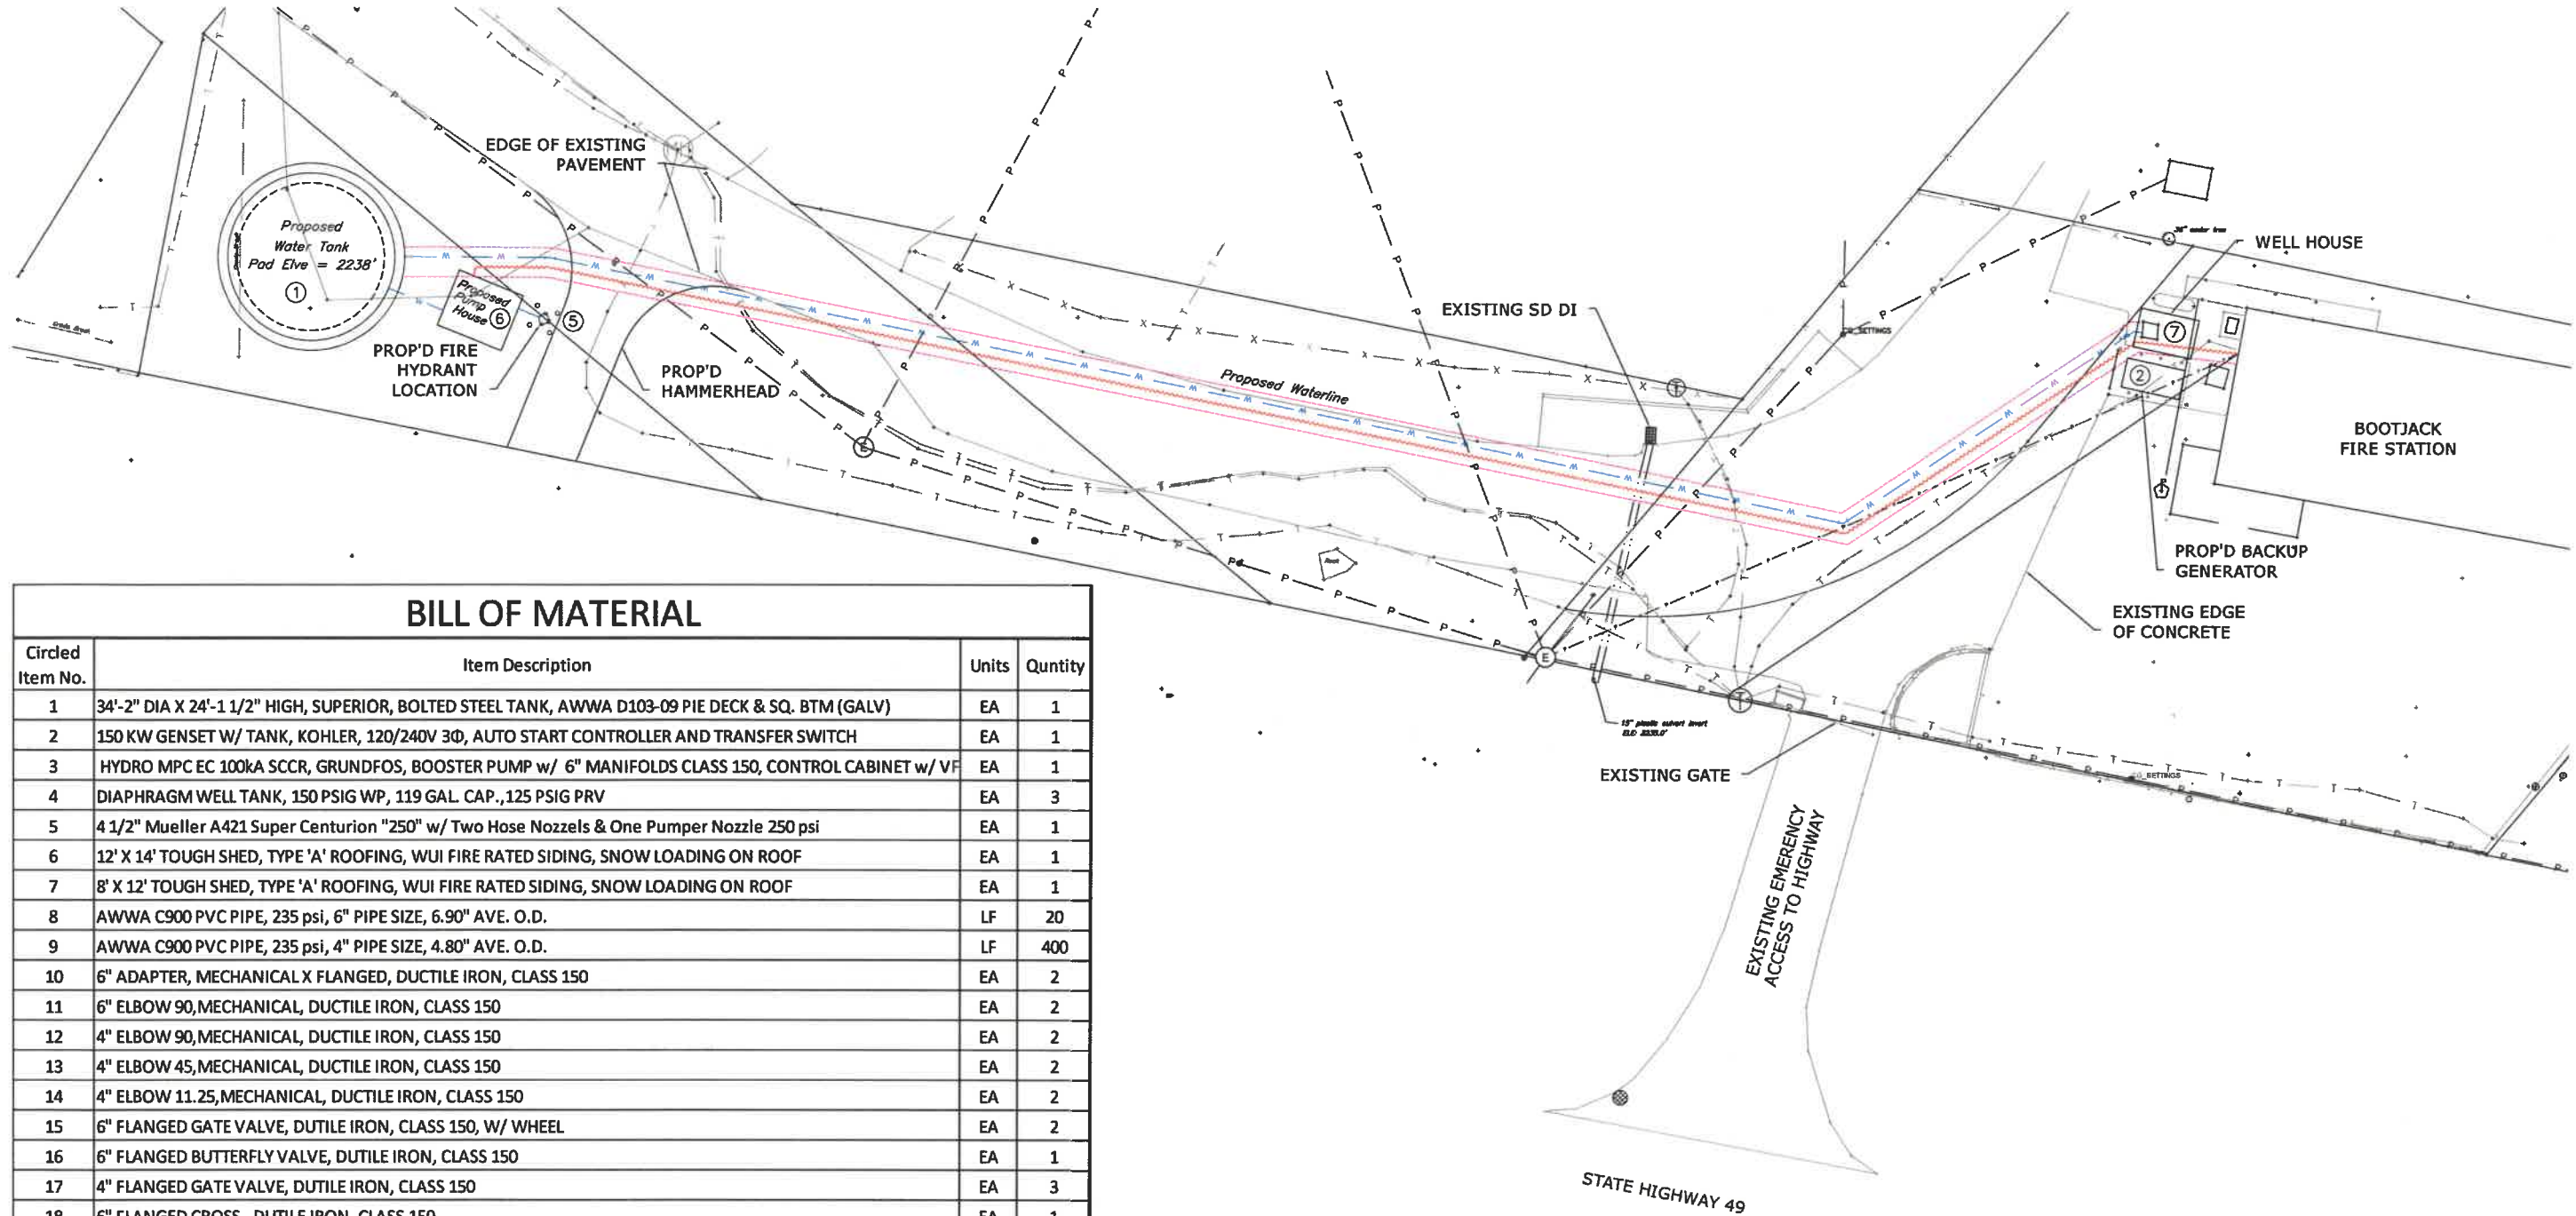 EDGE OF EXISTING
PAVEMENT
Proposed
Water Tank
Pad Elve = 2238'
1
Proposed
Pump
House
6
5
PROP'D FIRE
HYDRANT
LOCATION
PROP'D
HAMMERHEAD
Proposed Waterline
EXISTING SD DI
WELL HOUSE
7
2
BOOTJACK
FIRE STATION
PROP'D BACKUP
GENERATOR
EXISTING EDGE
OF CONCRETE
E
E
T
T
EXISTING GATE
EXISTING EMERENCY
ACCESS TO HIGHWAY
STATE HIGHWAY 49
BILL OF MATERIAL
Circled Item No. Item Description Units Quntity
1 34'-2" DIA X 24'-1 1/2" HIGH, SUPERIOR, BOLTED STEEL TANK, AWWA D103-09 PIE DECK & SQ. BTM (GALV) EA 1
2 150 KW GENSET W/ TANK, KOHLER, 120/240V 3Φ, AUTO START CONTROLLER AND TRANSFER SWITCH EA 1
3 HYDRO MPC EC 100kA SCCR, GRUNDFOS, BOOSTER PUMP w/ 6" MANIFOLDS CLASS 150, CONTROL CABINET w/ VF EA 1
4 DIAPHRAGM WELL TANK, 150 PSIG WP, 119 GAL. CAP.,125 PSIG PRV EA 3
5 4 1/2" Mueller A421 Super Centurion "250" w/ Two Hose Nozzels & One Pumper Nozzle 250 psi EA 1
6 12' X 14' TOUGH SHED, TYPE 'A' ROOFING, WUI FIRE RATED SIDING, SNOW LOADING ON ROOF EA 1
7 8' X 12' TOUGH SHED, TYPE 'A' ROOFING, WUI FIRE RATED SIDING, SNOW LOADING ON ROOF EA 1
8 AWWA C900 PVC PIPE, 235 psi, 6" PIPE SIZE, 6.90" AVE. O.D. LF 20
9 AWWA C900 PVC PIPE, 235 psi, 4" PIPE SIZE, 4.80" AVE. O.D. LF 400
10 6" ADAPTER, MECHANICAL X FLANGED, DUCTILE IRON, CLASS 150 EA 2
11 6" ELBOW 90,MECHANICAL, DUCTILE IRON, CLASS 150 EA 2
12 4" ELBOW 90,MECHANICAL, DUCTILE IRON, CLASS 150 EA 2
13 4" ELBOW 45,MECHANICAL, DUCTILE IRON, CLASS 150 EA 2
14 4" ELBOW 11.25,MECHANICAL, DUCTILE IRON, CLASS 150 EA 2
15 6" FLANGED GATE VALVE, DUTILE IRON, CLASS 150, W/ WHEEL EA 2
16 6" FLANGED BUTTERFLY VALVE, DUTILE IRON, CLASS 150 EA 1
17 4" FLANGED GATE VALVE, DUTILE IRON, CLASS 150 EA 3
18 6" FLANGED CROSS, DUTILE IRON, CLASS 150 EA 1